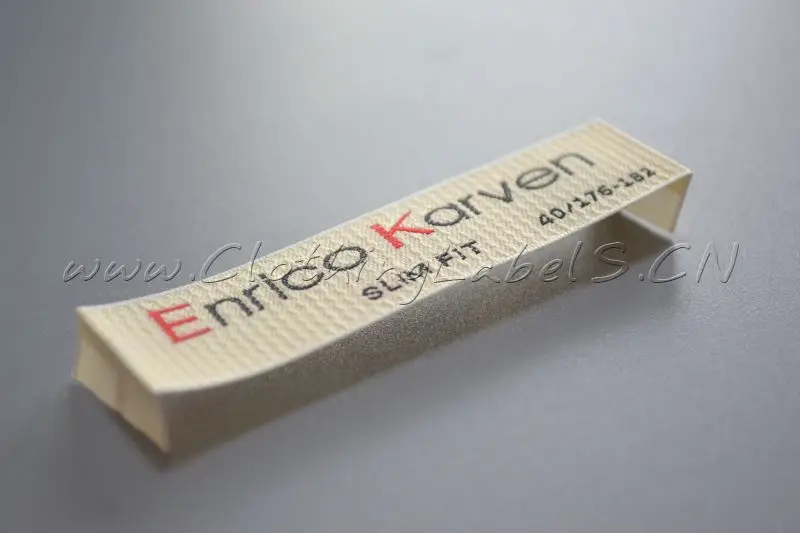 Enrico Karven
SLIM FIT 40/176-182
www.ClothingLabelS.CN